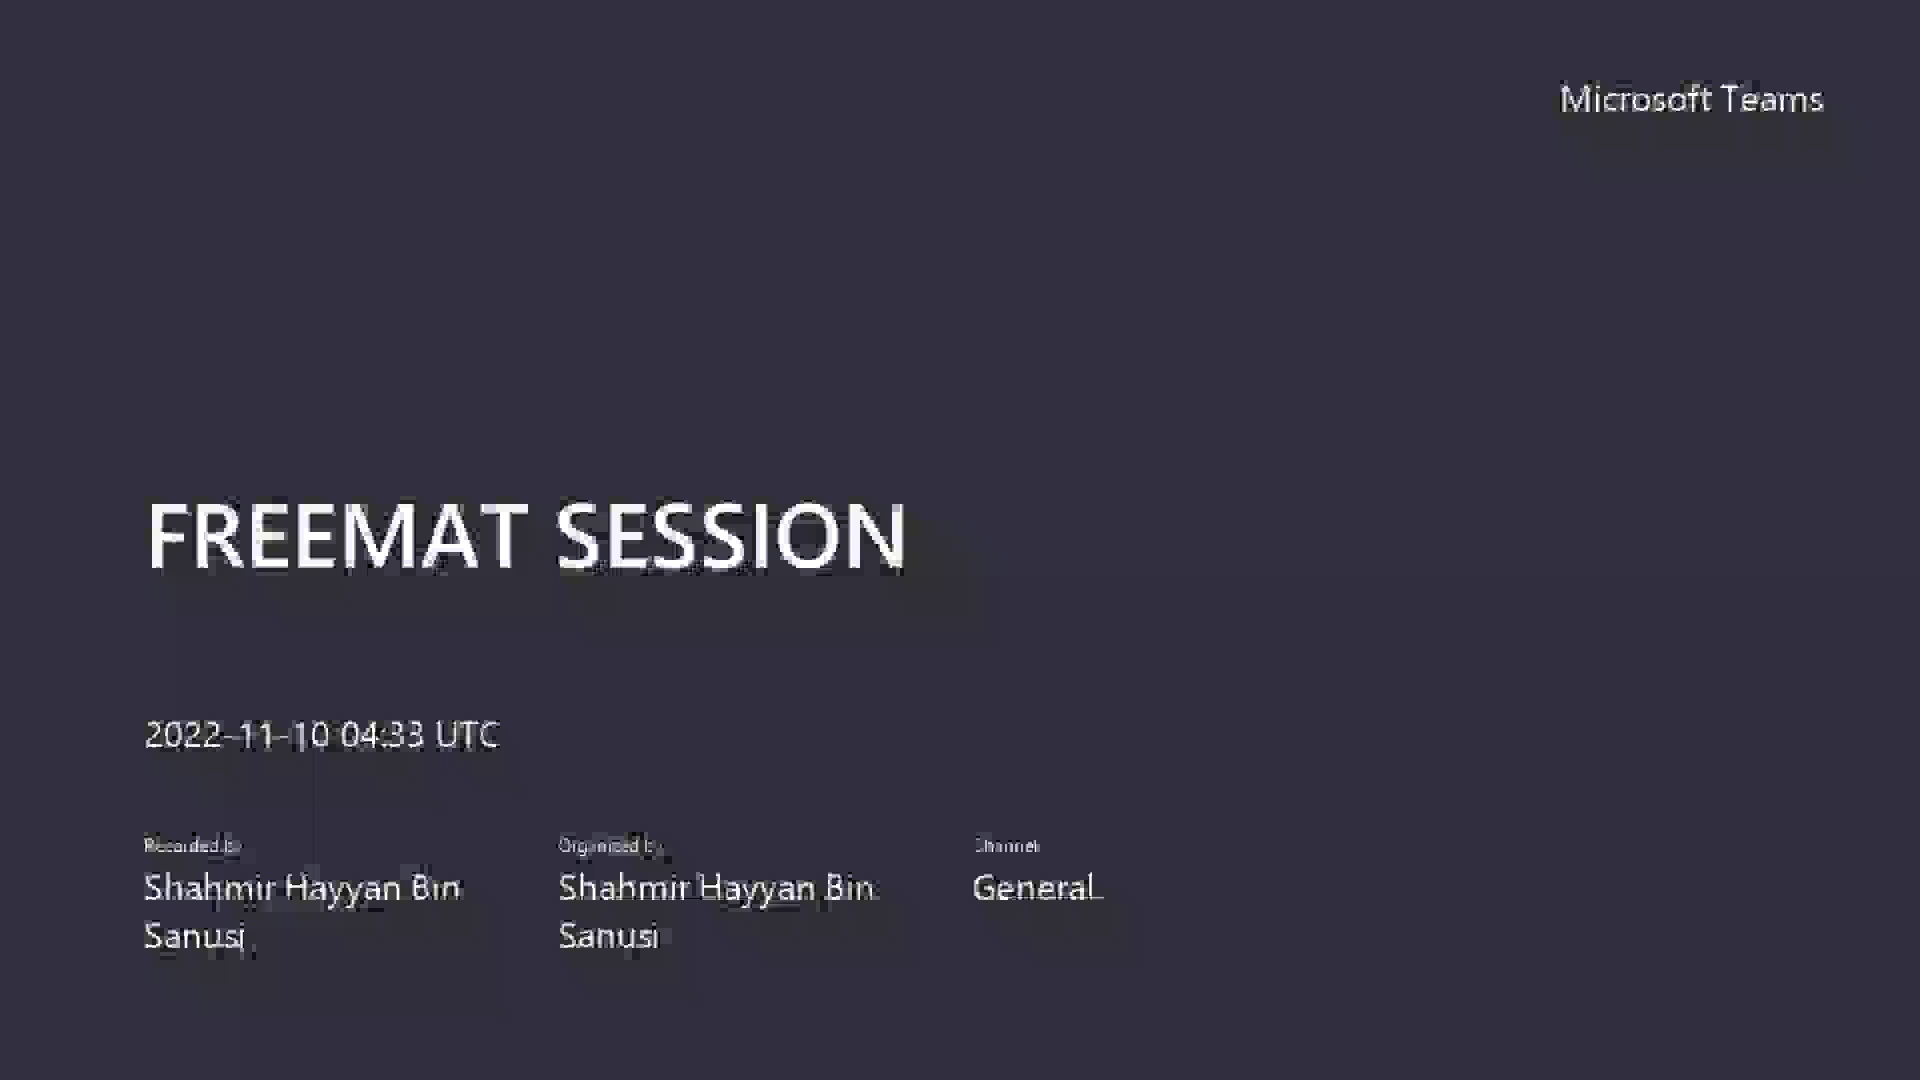 Microsoft Teams
FREEMAT SESSION
2022-11-10 04:33 UTC
Recorded by
Organized by
Channel
Shahmir Hayyan Bin
Shahmir Hayyan Bin
General
Sanusi
Sanusi